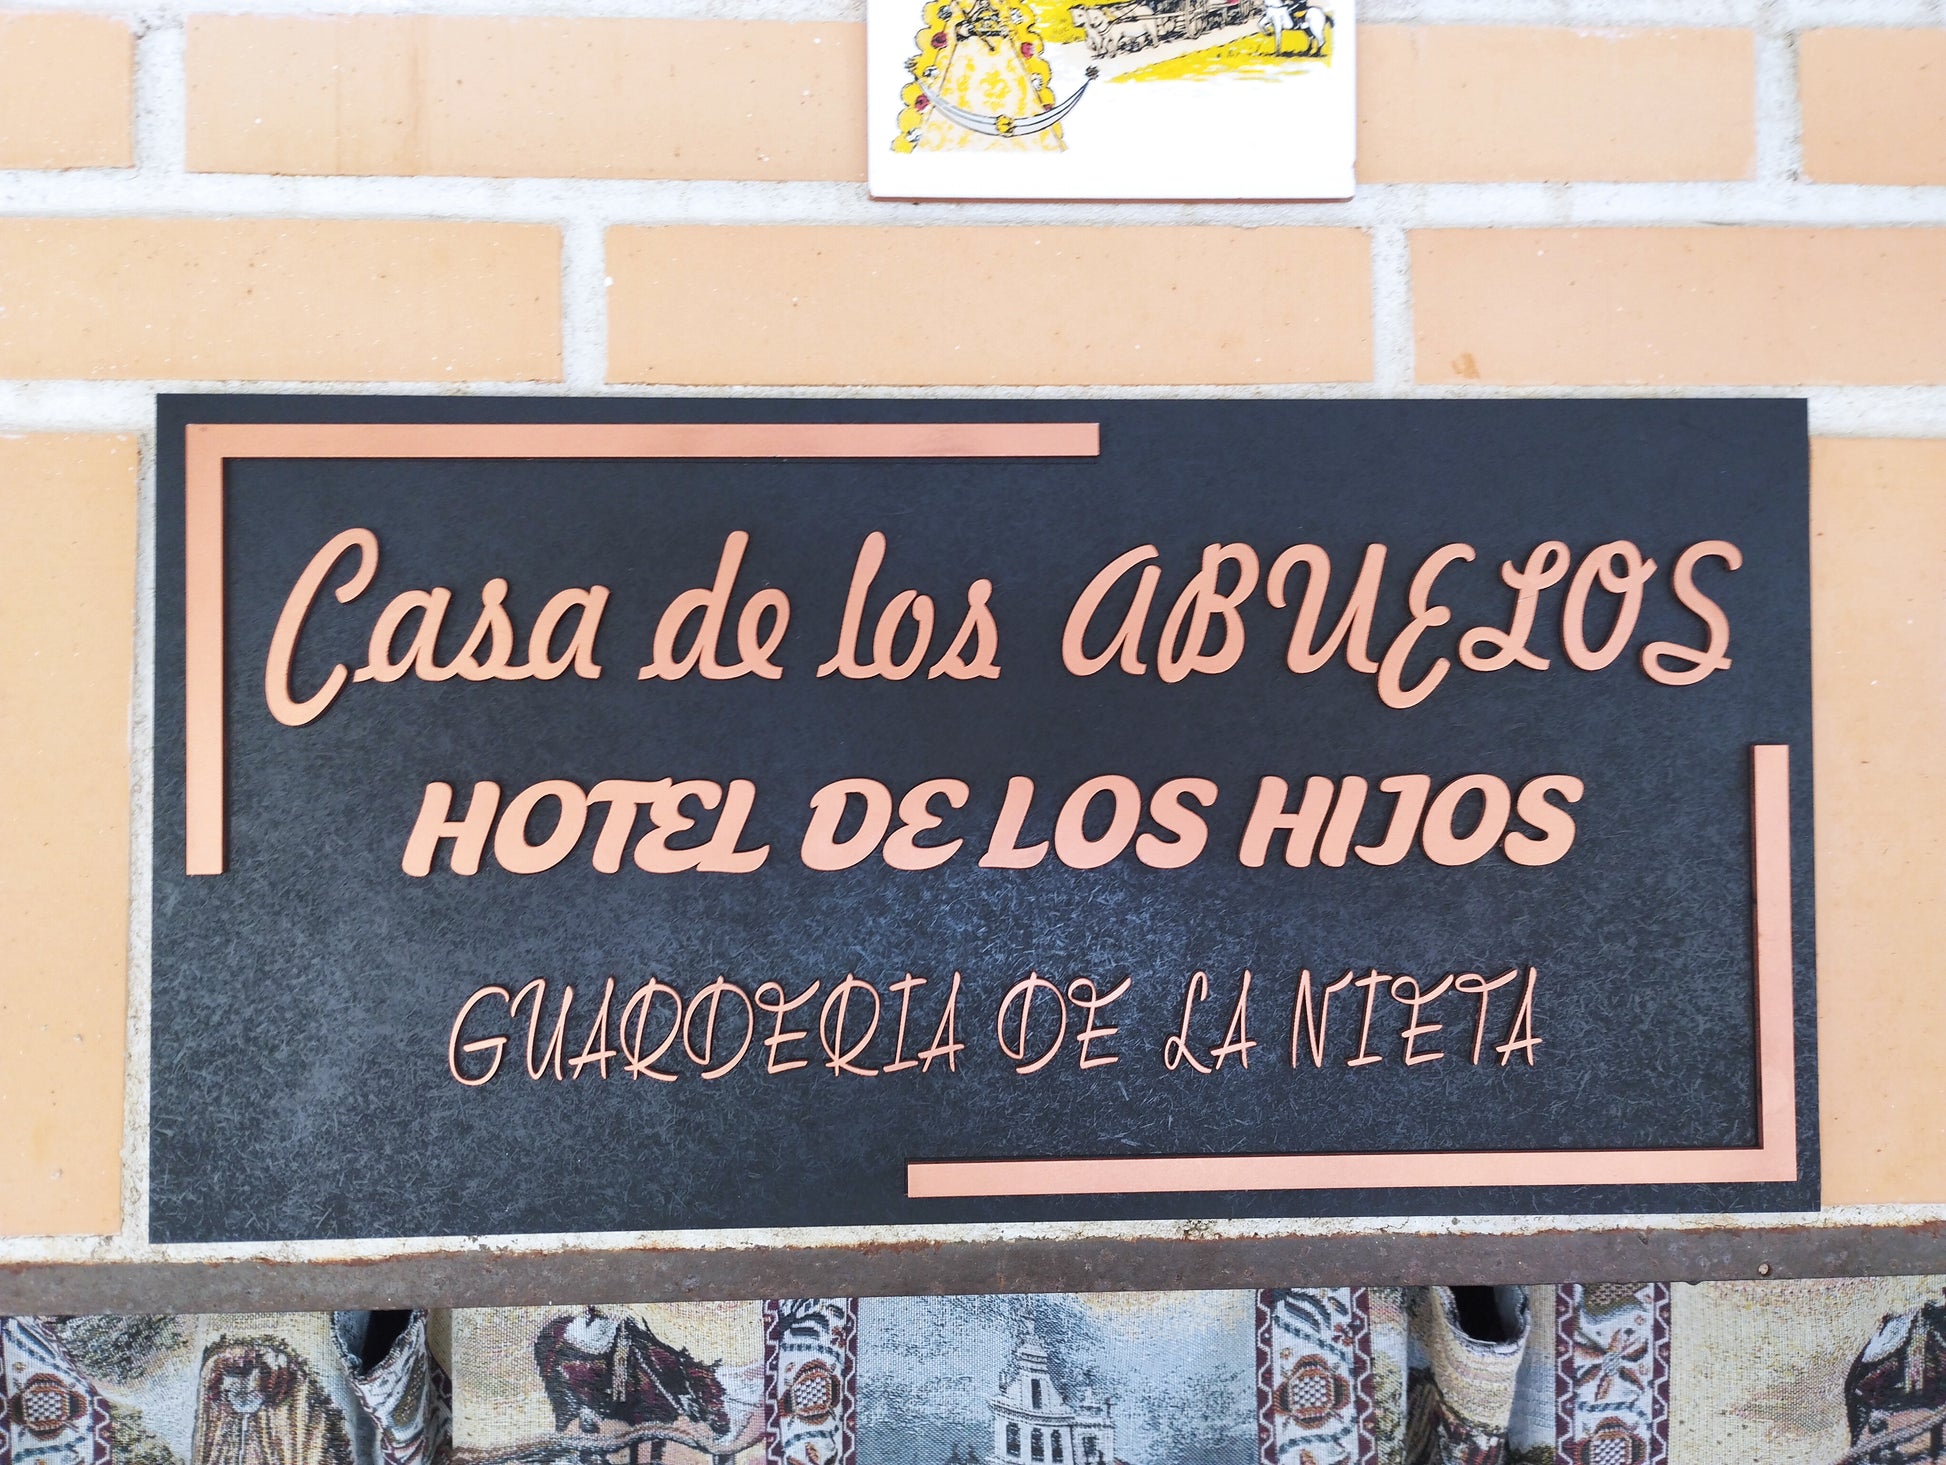 Casa de los ABUELOS
HOTEL DE LOS HIJOS
GUARDERIA DE LA NIETA